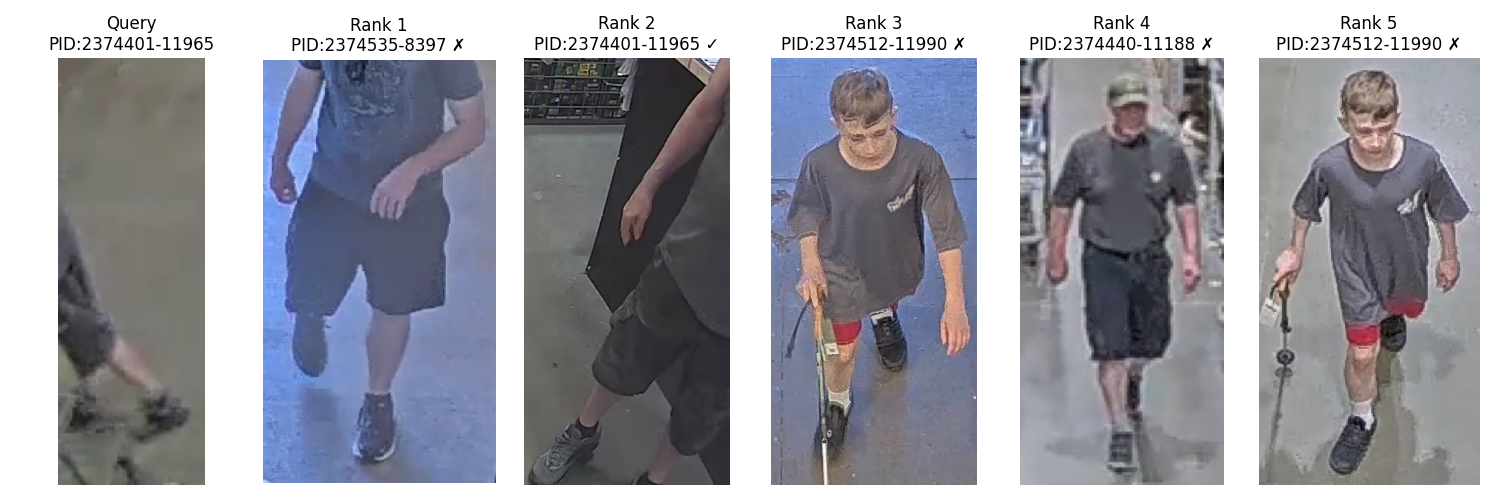 Query
PID:2374401-11965
Rank 1
PID:2374535-8397 ✗
Rank 2
PID:2374401-11965 ✓
Rank 3
PID:2374512-11990 ✗
Rank 4
PID:2374440-11188 ✗
Rank 5
PID:2374512-11990 ✗